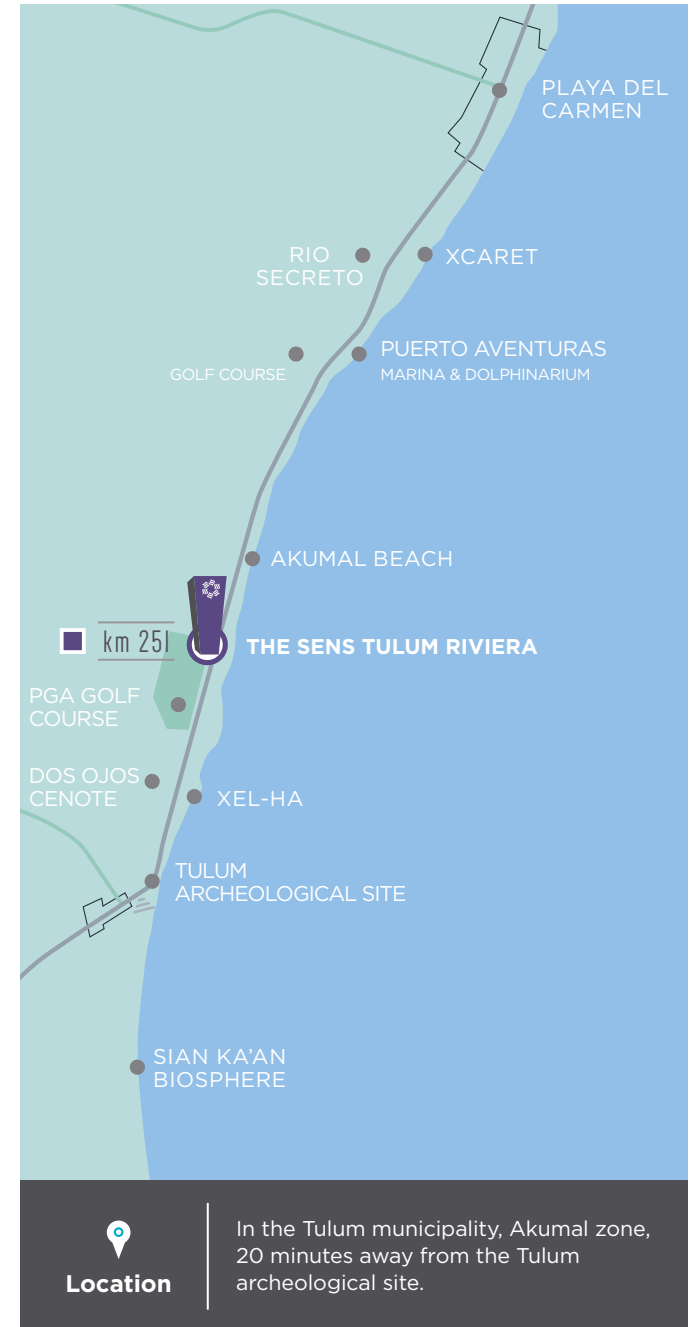 PLAYA DEL
CARMEN
RIO
SECRETO
XCARET
PUERTO AVENTURAS
MARINA & DOLPHINARIUM
GOLF COURSE
AKUMAL BEACH
km 251
THE SENS TULUM RIVIERA
PGA GOLF
COURSE
DOS OJOS
CENOTE
XEL-HA
TULUM
ARCHEOLOGICAL SITE
SIAN KA'AN
BIOSPHERE
Location
In the Tulum municipality, Akumal zone,
20 minutes away from the Tulum
archeological site.